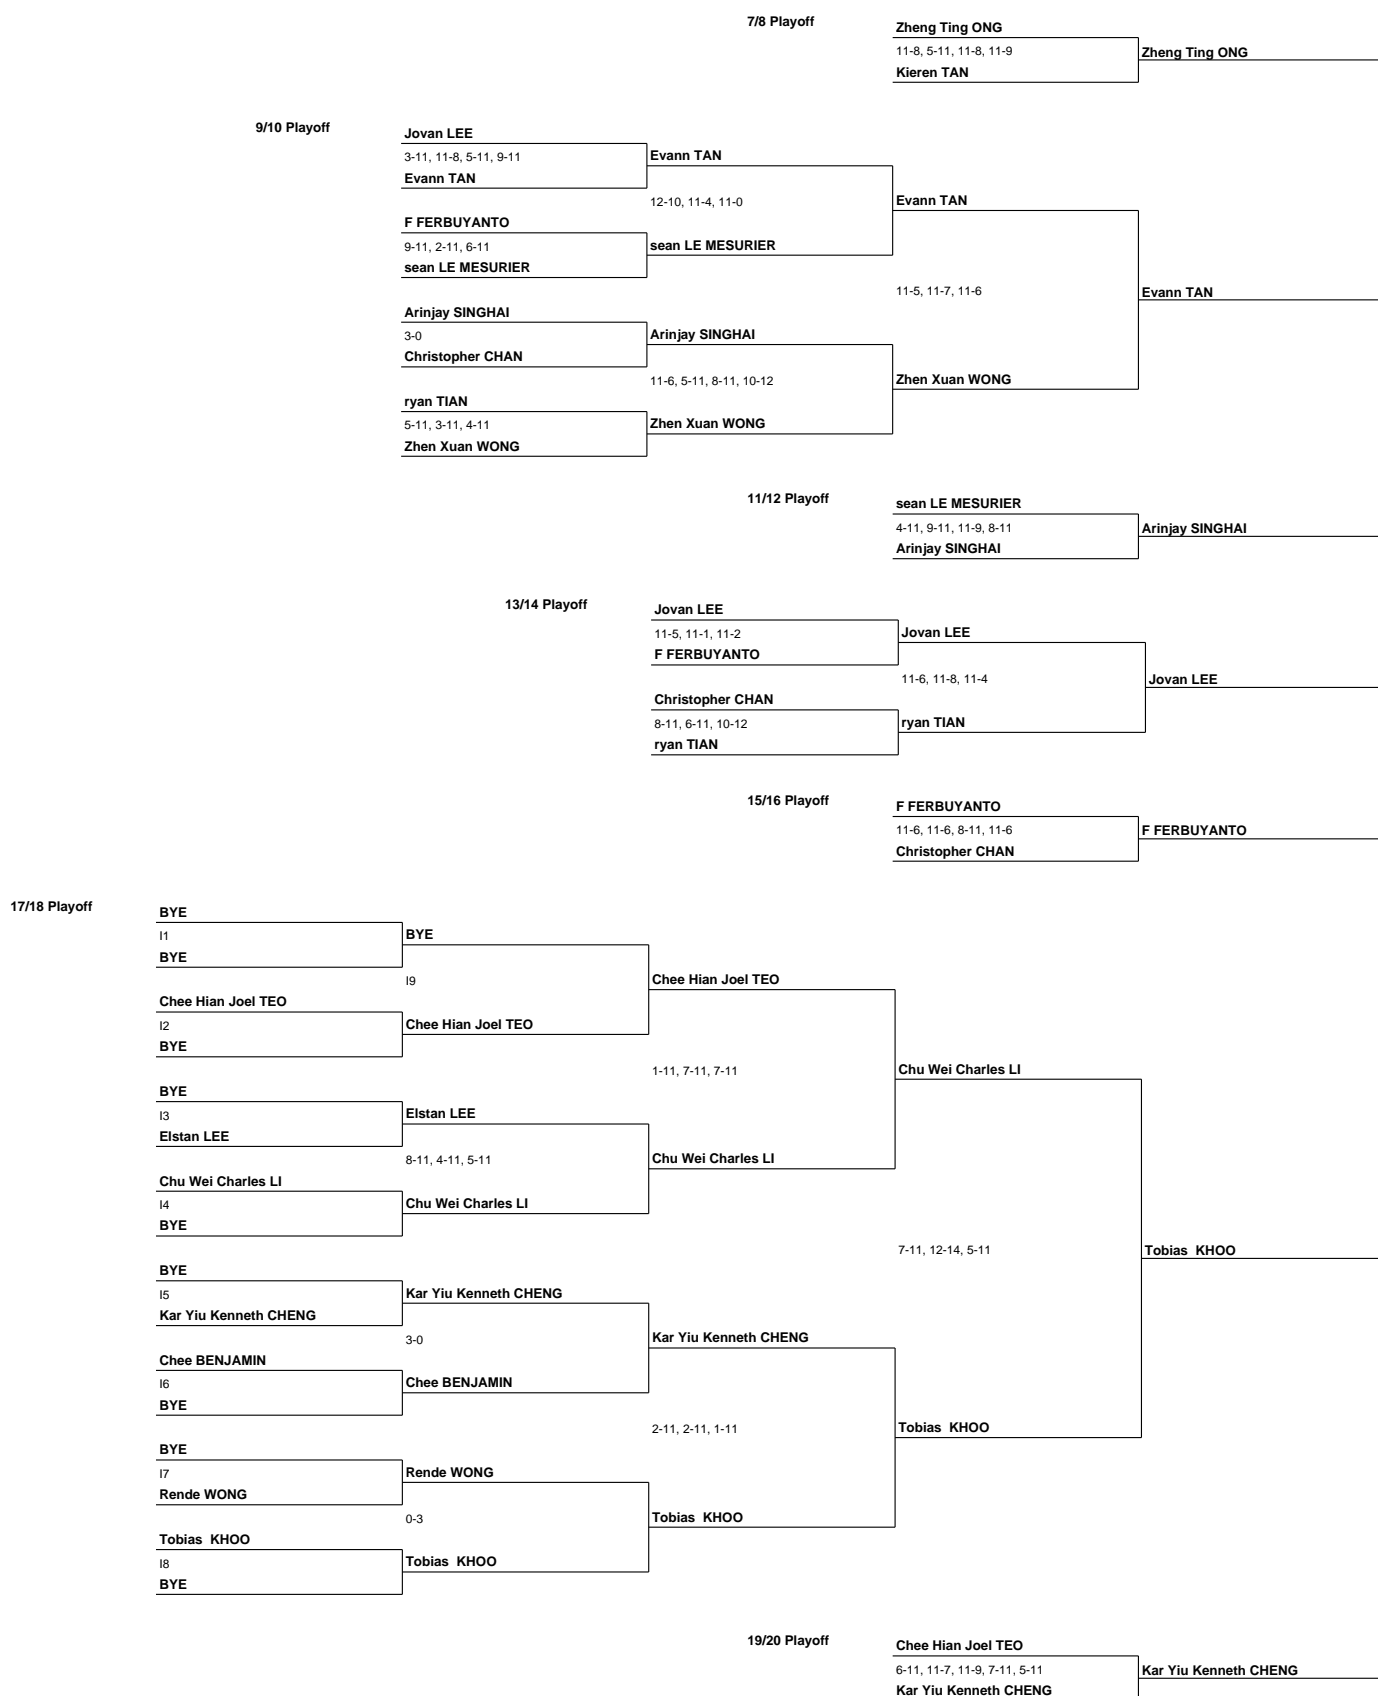 7/8 Playoff
Zheng Ting ONG
11-8, 5-11, 11-8, 11-9
Zheng Ting ONG
Kieren TAN
9/10 Playoff
Jovan LEE
3-11, 11-8, 5-11, 9-11
Evann TAN
Evann TAN
12-10, 11-4, 11-0
Evann TAN
F FERBUYANTO
9-11, 2-11, 6-11
sean LE MESURIER
sean LE MESURIER
11-5, 11-7, 11-6
Evann TAN
Arinjay SINGHAI
3-0
Arinjay SINGHAI
Christopher CHAN
11-6, 5-11, 8-11, 10-12
Zhen Xuan WONG
ryan TIAN
5-11, 3-11, 4-11
Zhen Xuan WONG
Zhen Xuan WONG
11/12 Playoff
sean LE MESURIER
4-11, 9-11, 11-9, 8-11
Arinjay SINGHAI
Arinjay SINGHAI
13/14 Playoff
Jovan LEE
11-5, 11-1, 11-2
Jovan LEE
F FERBUYANTO
11-6, 11-8, 11-4
Jovan LEE
Christopher CHAN
8-11, 6-11, 10-12
ryan TIAN
ryan TIAN
15/16 Playoff
F FERBUYANTO
11-6, 11-6, 8-11, 11-6
F FERBUYANTO
Christopher CHAN
17/18 Playoff
BYE
I1
BYE
BYE
I9
Chee Hian Joel TEO
Chee Hian Joel TEO
I2
Chee Hian Joel TEO
BYE
1-11, 7-11, 7-11
Chu Wei Charles LI
BYE
I3
Elstan LEE
Elstan LEE
8-11, 4-11, 5-11
Chu Wei Charles LI
Chu Wei Charles LI
I4
Chu Wei Charles LI
BYE
7-11, 12-14, 5-11
Tobias  KHOO
BYE
I5
Kar Yiu Kenneth CHENG
Kar Yiu Kenneth CHENG
3-0
Kar Yiu Kenneth CHENG
Chee BENJAMIN
I6
Chee BENJAMIN
BYE
2-11, 2-11, 1-11
Tobias  KHOO
BYE
I7
Rende WONG
Rende WONG
0-3
Tobias  KHOO
Tobias  KHOO
I8
Tobias  KHOO
BYE
19/20 Playoff
Chee Hian Joel TEO
6-11, 11-7, 11-9, 7-11, 5-11
Kar Yiu Kenneth CHENG
Kar Yiu Kenneth CHENG